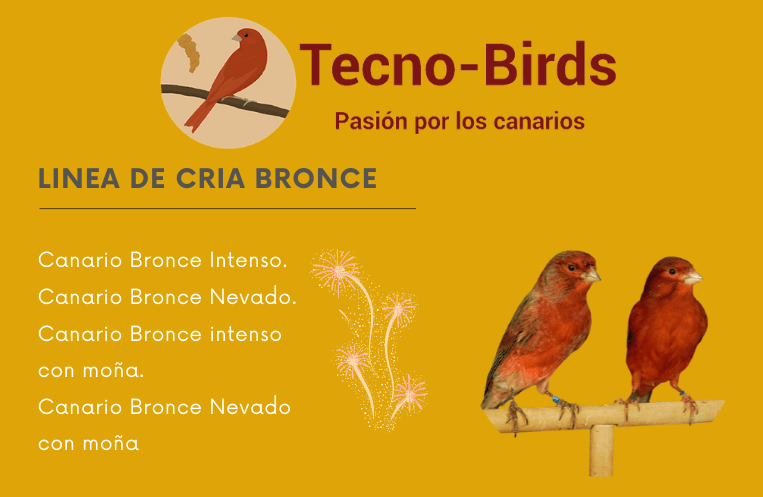 Tecno-Birds
Pasión por los canarios
LINEA DE CRIA BRONCE
Canario Bronce Intenso.
Canario Bronce Nevado.
Canario Bronce intenso
con moña.
Canario Bronce Nevado
con moña